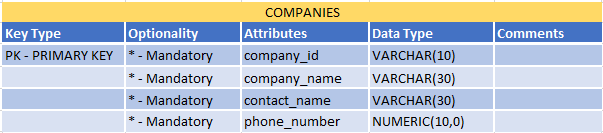 COMPANIES
Key Type Optionality Attributes Data Type Comments
PK - PRIMARY KEY * - Mandatory company_id VARCHAR(10)
* - Mandatory company_name VARCHAR(30)
* - Mandatory contact_name VARCHAR(30)
* - Mandatory phone_number NUMERIC(10,0)